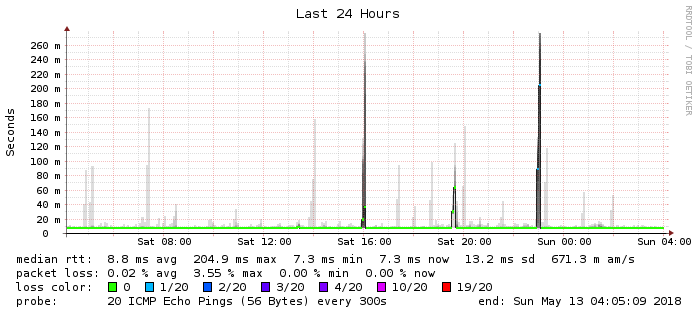 Last 24 Hours
RRDTOOL / TOBI OETIKER
Seconds
260 m
240 m
220 m
200 m
180 m
160 m
140 m
120 m
100 m
80 m
60 m
40 m
20 m
0
Sat 08:00 Sat 12:00 Sat 16:00 Sat 20:00 Sun 00:00 Sun 04:00
median rtt: 8.8 ms avg 204.9 ms max 7.3 ms min 7.3 ms now 13.2 ms sd 671.3 m am/s
packet loss: 0.02 % avg 3.55 % max 0.00 % min 0.00 % now
loss color: 0 1/20 2/20 3/20 4/20 10/20 19/20
probe: 20 ICMP Echo Pings (56 Bytes) every 300s end: Sun May 13 04:05:09 2018